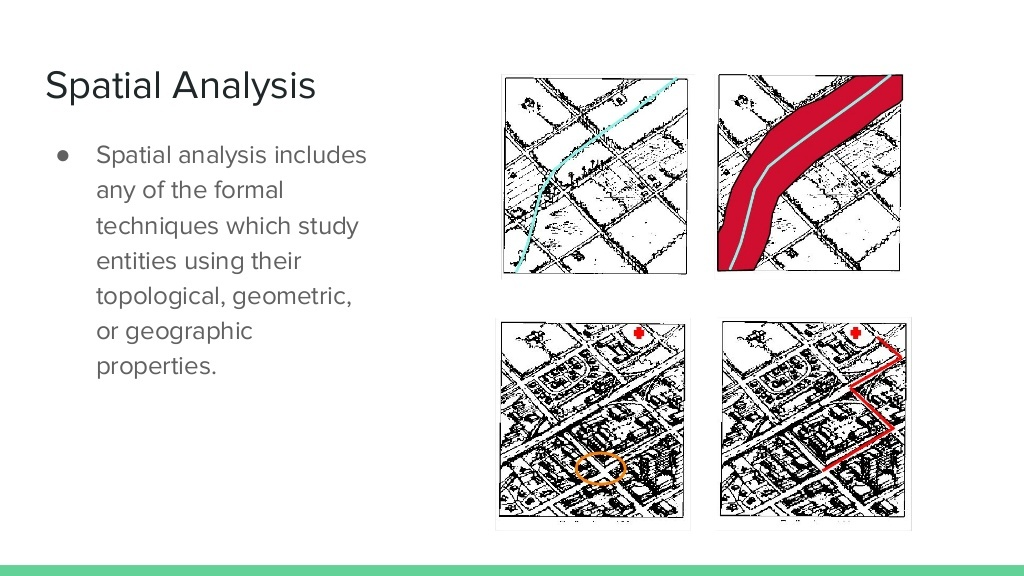 Spatial Analysis
● Spatial analysis includes
any of the formal
techniques which study
entities using their
topological, geometric,
or geographic
properties.